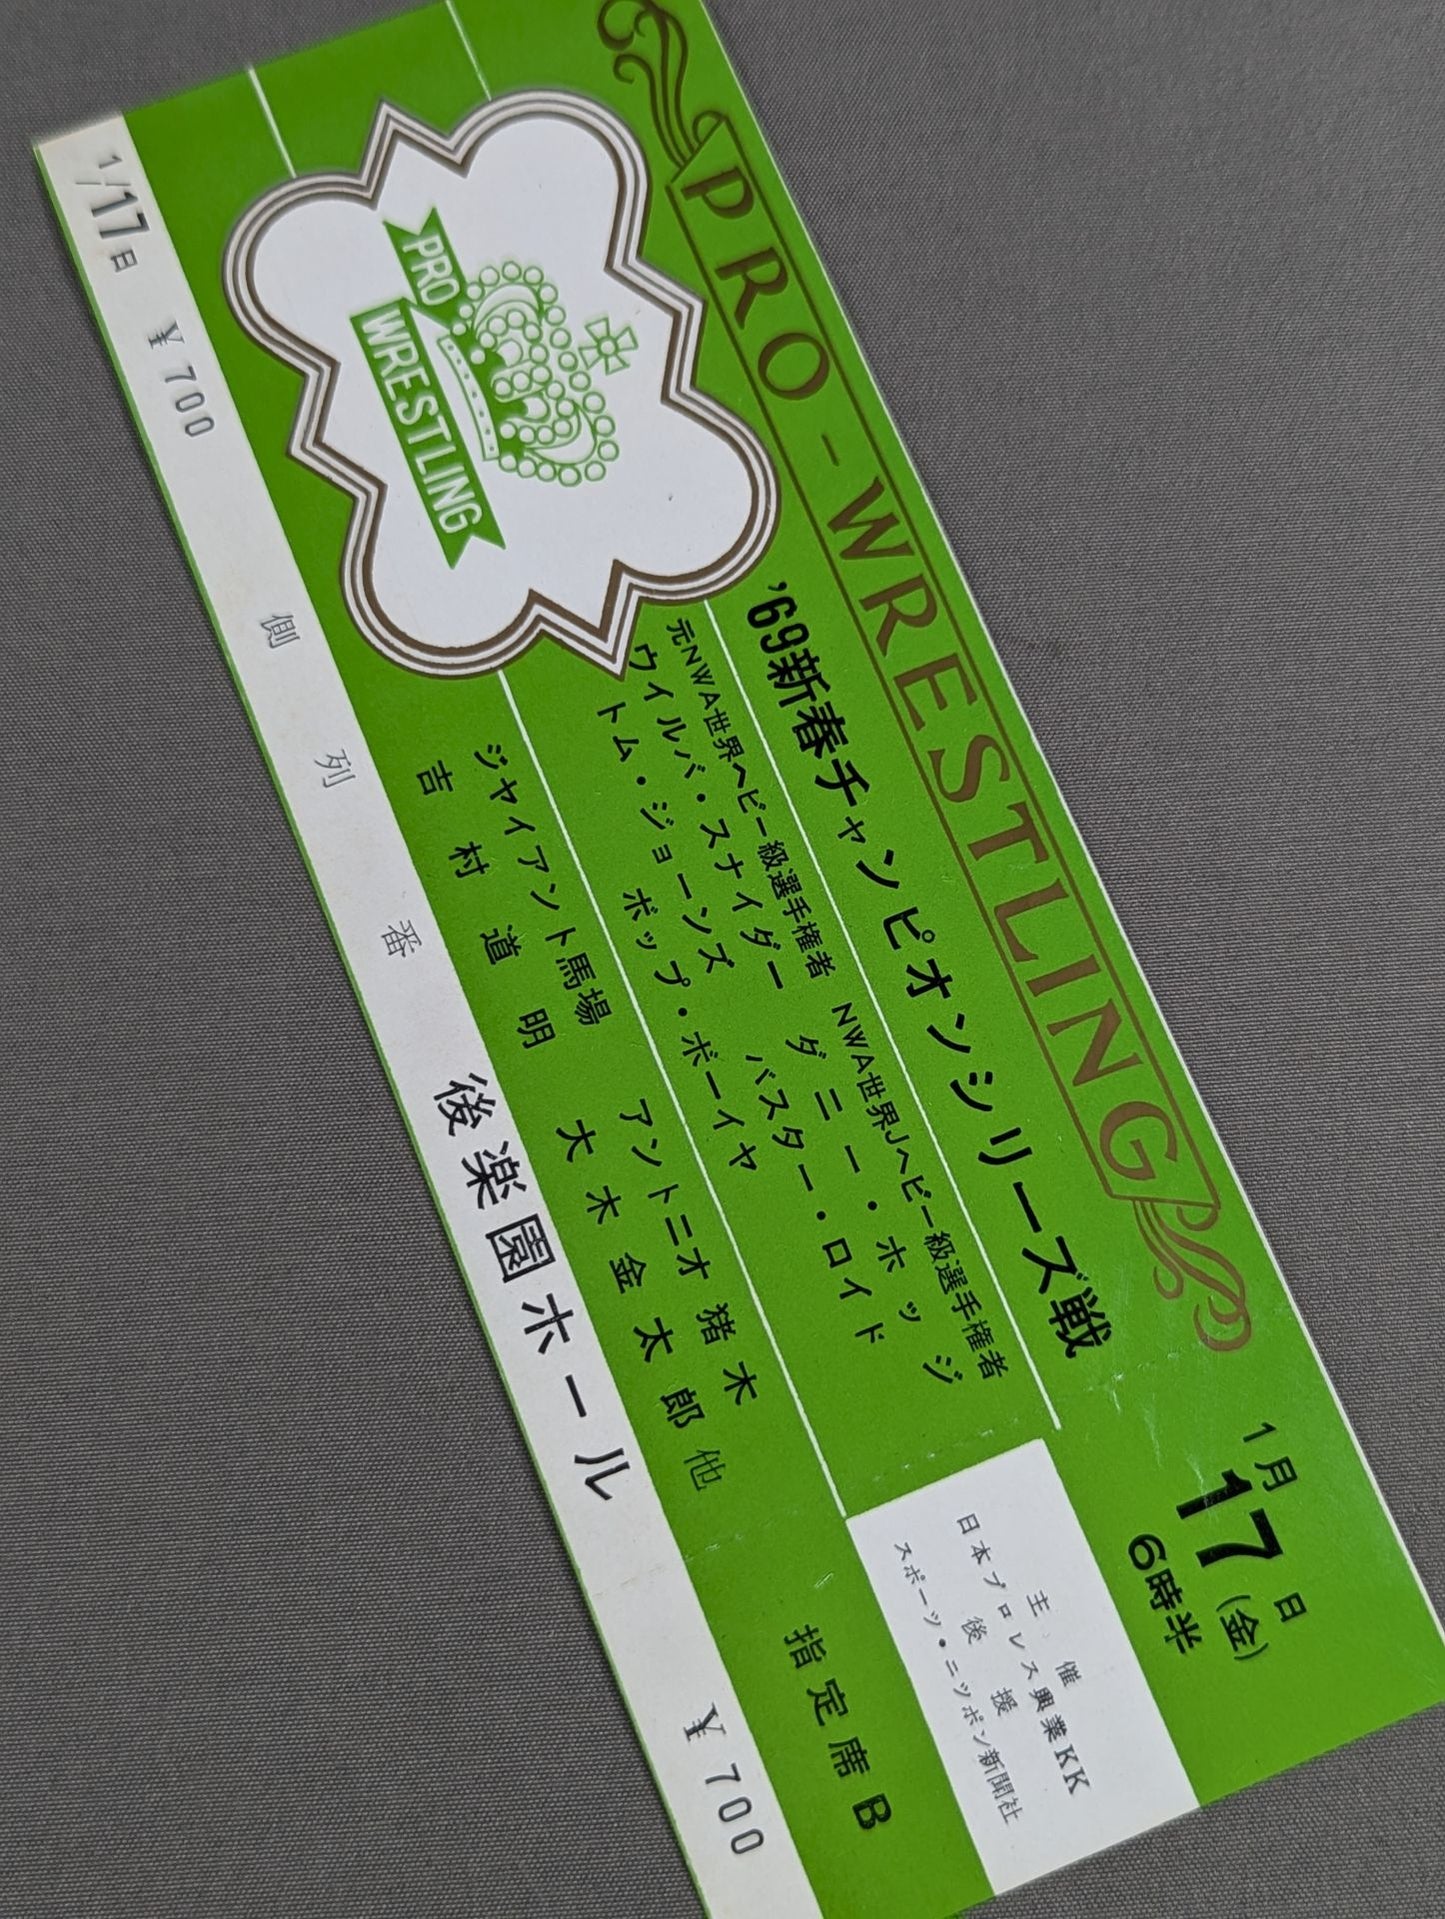 PRO-WRESTLING
'69新春チャンピオンシリーズ戦
1月17日(金)
6時半
元NWA世界ヘビー級選手権者 NWA世界Jヘビー級選手権者
ウイルバ・スナイダー ダニー・ホッジ
トム・ジョーンズ バスター・ロイド
ボップ・ボーイヤ
ジャイアント馬場 アントニオ猪木
吉村道明 大木金太郎他
主催
日本プロレス興業KK
後援
スポーツ・ニッポン新聞社
指定席B
PRO
WRESTLING
1/17日 ¥700 側 列 番 後楽園ホール ¥700